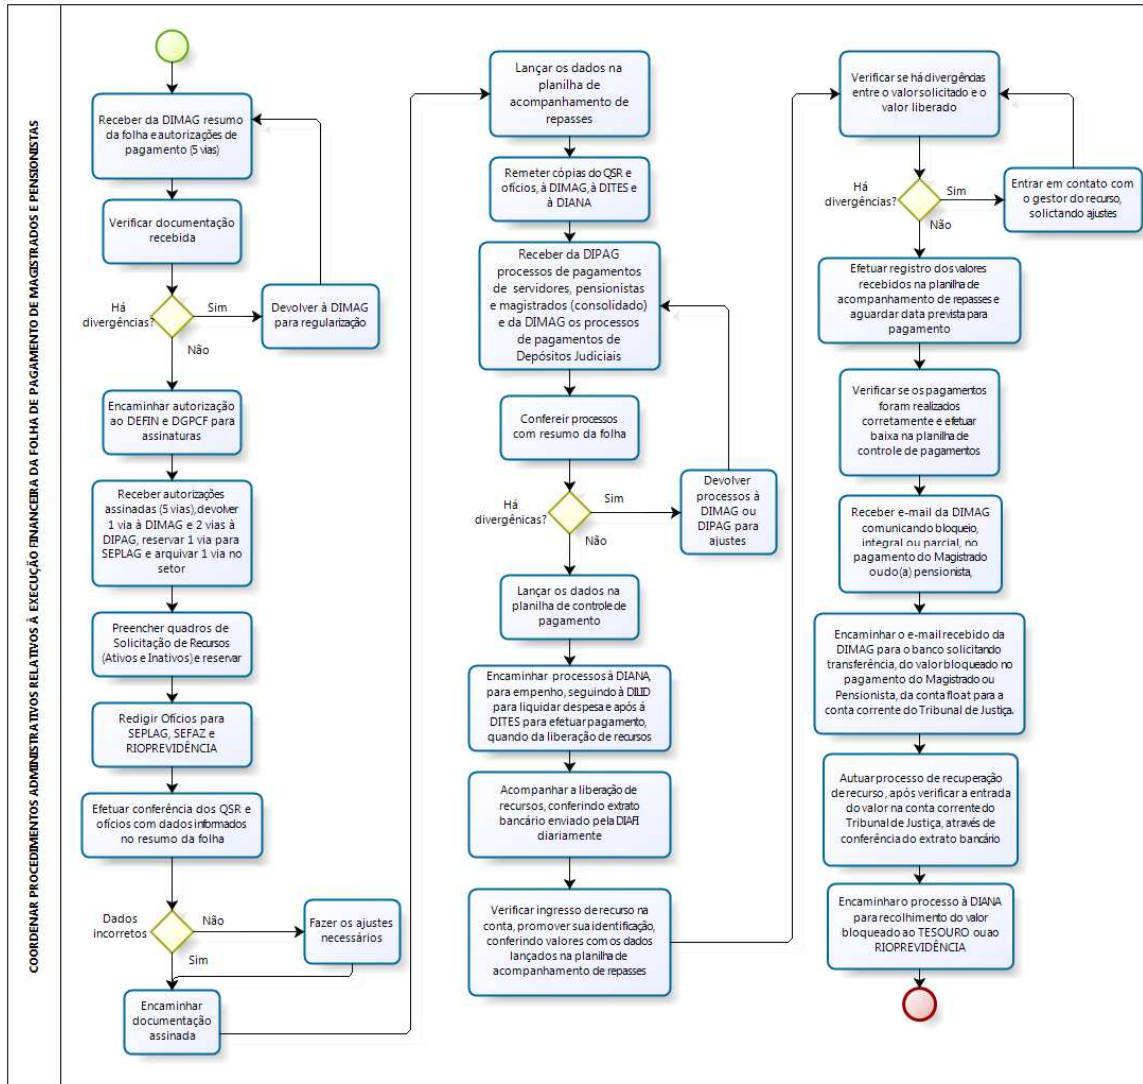 COORDENAR PROCEDIMENTOS ADMINISTRATIVOS RELATIVOS À EXECUÇÃO FINANCEIRA DA FOLHA DE PAGAMENTO DE MAGISTRADOS E PENSIONISTAS
Receber da DIMAG resumo
da folha e autorizações de
pagamento (5 vias)
Verificar documentação
recebida
Há
divergências?
Sim
Não
Devolver à DIMAG
para regularização
Encaminhar autorização
ao DEFIN e DGPCF para
assinaturas
Receber autorizações
assinadas (5 vias), devolver
1 via à DIMAG e 2 vias à
DIPAG, reservar 1 via para
SEPLAG e arquivar 1 via no
setor
Preencher quadros de
Solicitação de Recursos
(Ativos e Inativos) e reservar
Redigir Ofícios para
SEPLAG, SEFAZ e
RIOPREVIDÊNCIA
Efetuar conferência dos QSR e
ofícios com dados informados
no resumo da folha
Dados
incorretos
Não
Sim
Fazer os ajustes
necessários
Encaminhar
documentação
assinada
Lançar os dados na
planilha de
acompanhamento de
repasses
Remeter cópias do QSR e
ofícios, à DIMAG, à DITES e
à DIANA
Receber da DIPAG
processos de pagamentos
de servidores, pensionistas
e magistrados (consolidado)
e da DIMAG os processos
de pagamentos de
Depósitos Judiciais
Confereir processos
com resumo da folha
Há
divergênicas?
Sim
Não
Devolver
processos à
DIMAG ou
DIPAG para
ajustes
Lançar os dados na
planilha de controle de
pagamento
Encaminhar processos à DIANA,
para empenho, seguindo à DILID
para liquidar despesa e após á
DITES para efetuar pagamento,
quando da liberação de recursos
Acompanhar a liberação de
recursos, conferindo extrato
bancário enviado pela DIAFI
diariamente
Verificar ingresso de recurso na
conta, promover sua identificação,
conferindo valores com os dados
lançados na planilha de
acompanhamento de repasses
Verificar se há divergências
entre o valor solicitado e o
valor liberado
Há
divergências?
Sim
Não
Entrar em contato com
o gestor do recurso,
solictando ajustes
Efetuar registro dos valores
recebidos na planilha de
acompanhamento de repasses e
aguardar data prevista para
pagamento
Verificar se os pagamentos
foram realizados
corretamente e efetuar
baixa na planilha de
controle de pagamentos
Receber e-mail da DIMAG
comunicando bloqueio,
integral ou parcial, no
pagamento do Magistrado
ou do(a) pensionista,
Encaminhar o e-mail recebido da
DIMAG para o banco solicitando
transferência, do valor bloqueado no
pagamento do Magistrado ou
Pensionista, da conta float para a
conta corrente do Tribunal de Justiça.
Autuar processo de recuperação
de recurso, após verificar a entrada
do valor na conta corrente do
Tribunal de Justiça, através de
conferência do extrato bancário
Encaminhar o processo à DIANA
para recolhimento do valor
bloqueado ao TESOURO ou ao
RIOPREVIDÊNCIA